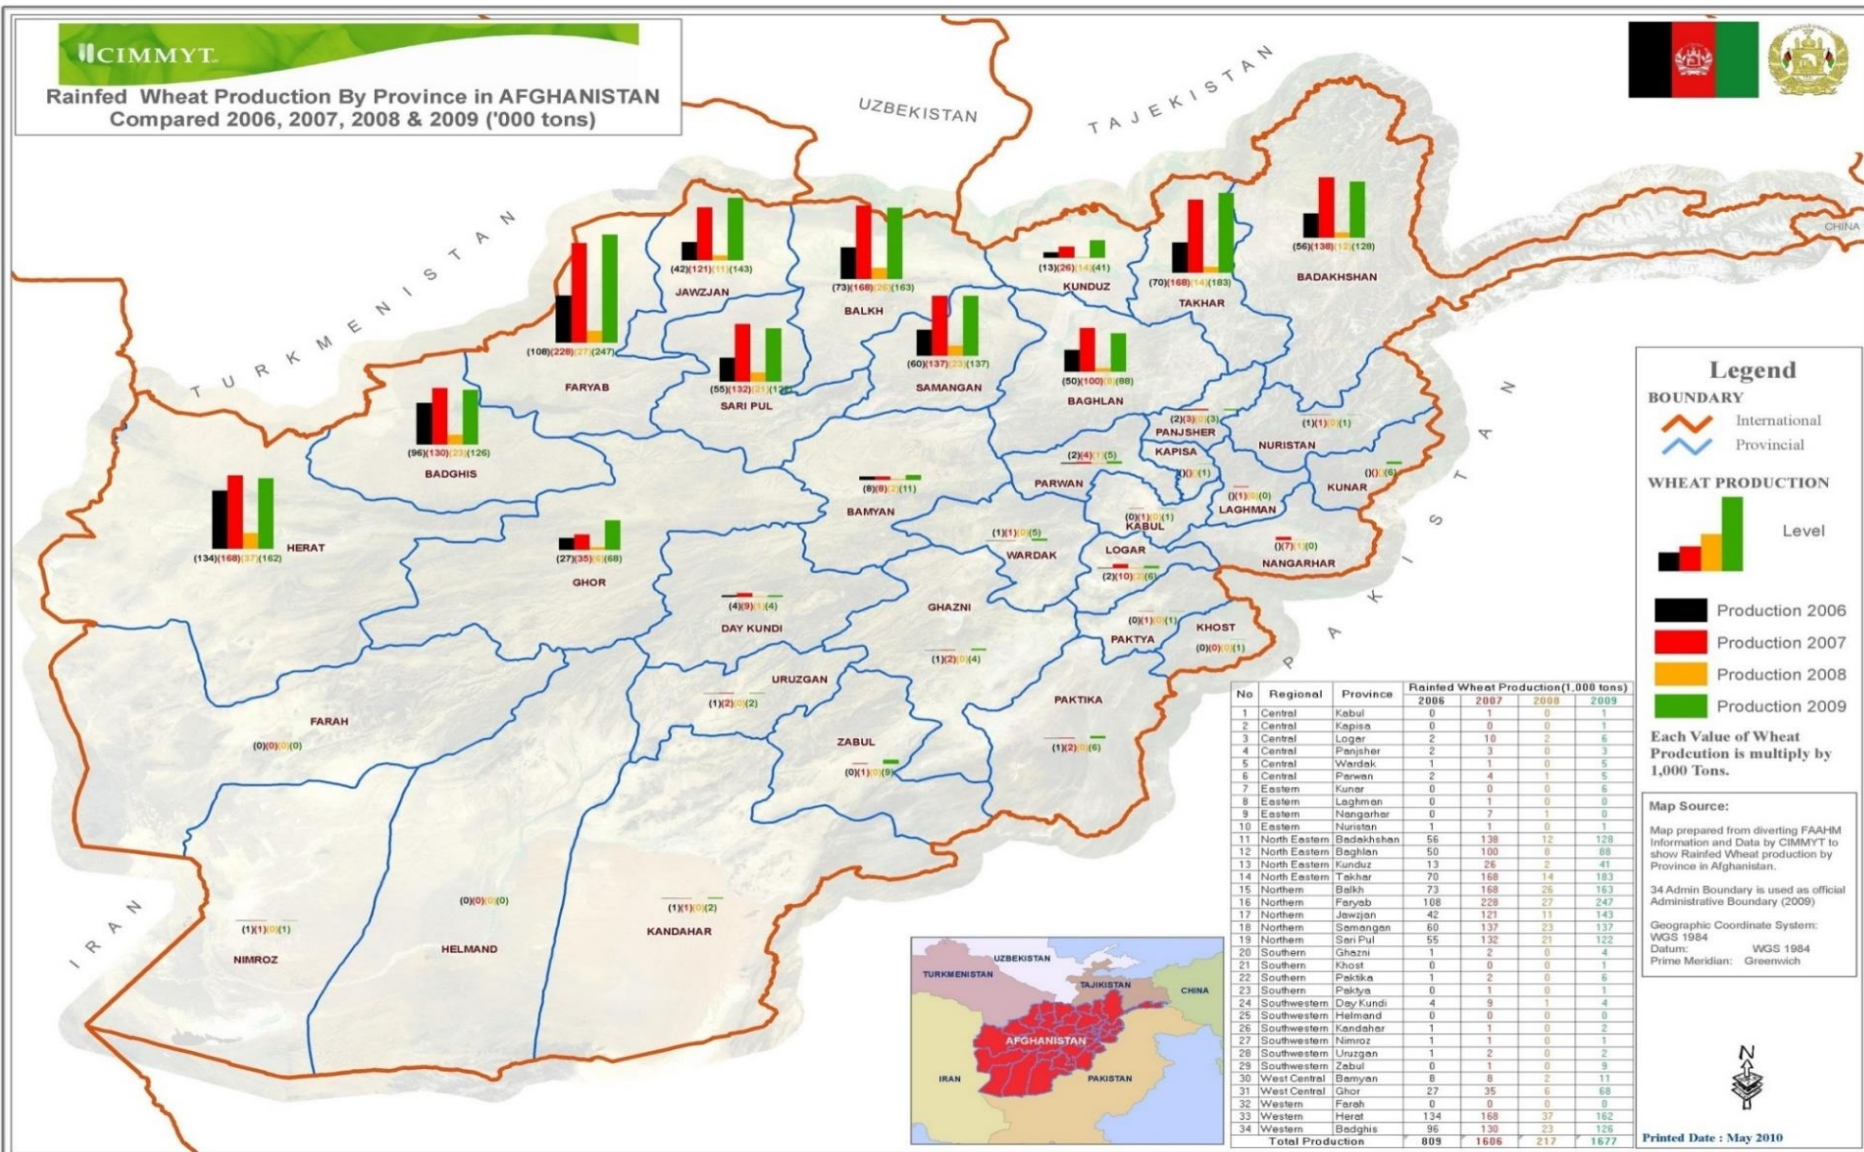 CIMMYT
Rainfed Wheat Production By Province in AFGHANISTAN
Compared 2006, 2007, 2008 & 2009 ('000 tons)
UZBEKISTAN
TAJEKISTAN
TURKMENISTAN
CHINA
PAKISTAN
IRAN
(42)(121)(11)(143)
JAWZJAN
(73)(168)(26)(163)
BALKH
(13)(26)(14)(41)
KUNDUZ
(70)(168)(14)(183)
TAKHAR
(56)(138)(12)(128)
BADAKHSHAN
(108)(228)(27)(247)
FARYAB
(55)(132)(21)(122)
SARI PUL
(60)(137)(23)(137)
SAMANGAN
(50)(100)(8)(88)
BAGHLAN
(96)(130)(23)(126)
BADGHIS
(2)(3)(0)(3)
PANJSHER
(1)(1)(0)(1)
NURISTAN
KAPISA
()()()(1)
(2)(4)(1)(5)
PARWAN
()()()(6)
KUNAR
()(1)(0)(0)
LAGHMAN
(8)(8)(2)(11)
BAMYAN
(0)(1)(0)(1)
KABUL
(134)(168)(37)(162)
HERAT
(27)(35)(6)(68)
GHOR
(1)(1)(0)(5)
WARDAK
LOGAR
(2)(10)(2)(6)
()(7)(1)(0)
NANGARHAR
(4)(9)(1)(4)
DAY KUNDI
GHAZNI
(1)(2)(0)(4)
(0)(1)(0)(1)
PAKTYA
KHOST
(0)(0)(0)(1)
URUZGAN
(1)(2)(0)(2)
PAKTIKA
(1)(2)(0)(6)
FARAH
(0)(0)(0)(0)
ZABUL
(0)(1)(0)(9)
(1)(1)(0)(1)
NIMROZ
(0)(0)(0)(0)
HELMAND
(1)(1)(0)(2)
KANDAHAR
Legend
BOUNDARY
International
Provincial
WHEAT PRODUCTION
Level
Production 2006
Production 2007
Production 2008
Production 2009
Each Value of Wheat
Prodcution is multiply by
1,000 Tons.
Map Source:
Map prepared from diverting FAAHM
Information and Data by CIMMYT to
show Rainfed Wheat production by
Province in Afghanistan.
34 Admin Boundary is used as official
Administrative Boundary (2009)
Geographic Coordinate System:
WGS 1984
Datum: WGS 1984
Prime Meridian: Greenwich
N
Printed Date : May 2010
No Regional Province Rainfed Wheat Production(1,000 tons)
2006 2007 2008 2009
1 Central Kabul 0 1 0 1
2 Central Kapisa 0 0 0 1
3 Central Logar 2 10 2 6
4 Central Panjsher 2 3 0 3
5 Central Wardak 1 1 0 5
6 Central Parwan 2 4 1 5
7 Eastern Kunar 0 0 0 6
8 Eastern Laghman 0 1 0 0
9 Eastern Nangarhar 0 7 1 0
10 Eastern Nuristan 1 1 0 1
11 North Eastern Badakhshan 56 138 12 128
12 North Eastern Baghlan 50 100 8 88
13 North Eastern Kunduz 13 26 2 41
14 North Eastern Takhar 70 168 14 183
15 Northern Balkh 73 168 26 163
16 Northern Faryab 108 228 27 247
17 Northern Jawzjan 42 121 11 143
18 Northern Samangan 60 137 23 137
19 Northern Sari Pul 55 132 21 122
20 Southern Ghazni 1 2 0 4
21 Southern Khost 0 0 0 1
22 Southern Paktika 1 2 0 6
23 Southern Paktya 0 1 0 1
24 Southwestern Day Kundi 4 9 1 4
25 Southwestern Helmand 0 0 0 0
26 Southwestern Kandahar 1 1 0 2
27 Southwestern Nimroz 1 1 0 1
28 Southwestern Uruzgan 1 2 0 2
29 Southwestern Zabul 0 1 0 9
30 West Central Bamyan 8 8 2 11
31 West Central Ghor 27 35 6 68
32 Western Farah 0 0 0 0
33 Western Herat 134 168 37 162
34 Western Badghis 96 130 23 126
Total Production 809 1606 217 1677
UZBEKISTAN
TURKMENISTAN
TAJIKISTAN
CHINA
AFGHANISTAN
IRAN
PAKISTAN